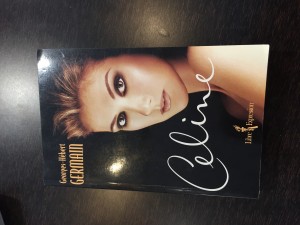 Georges-Hébert
GERMAIN
Céline
Libre Expression